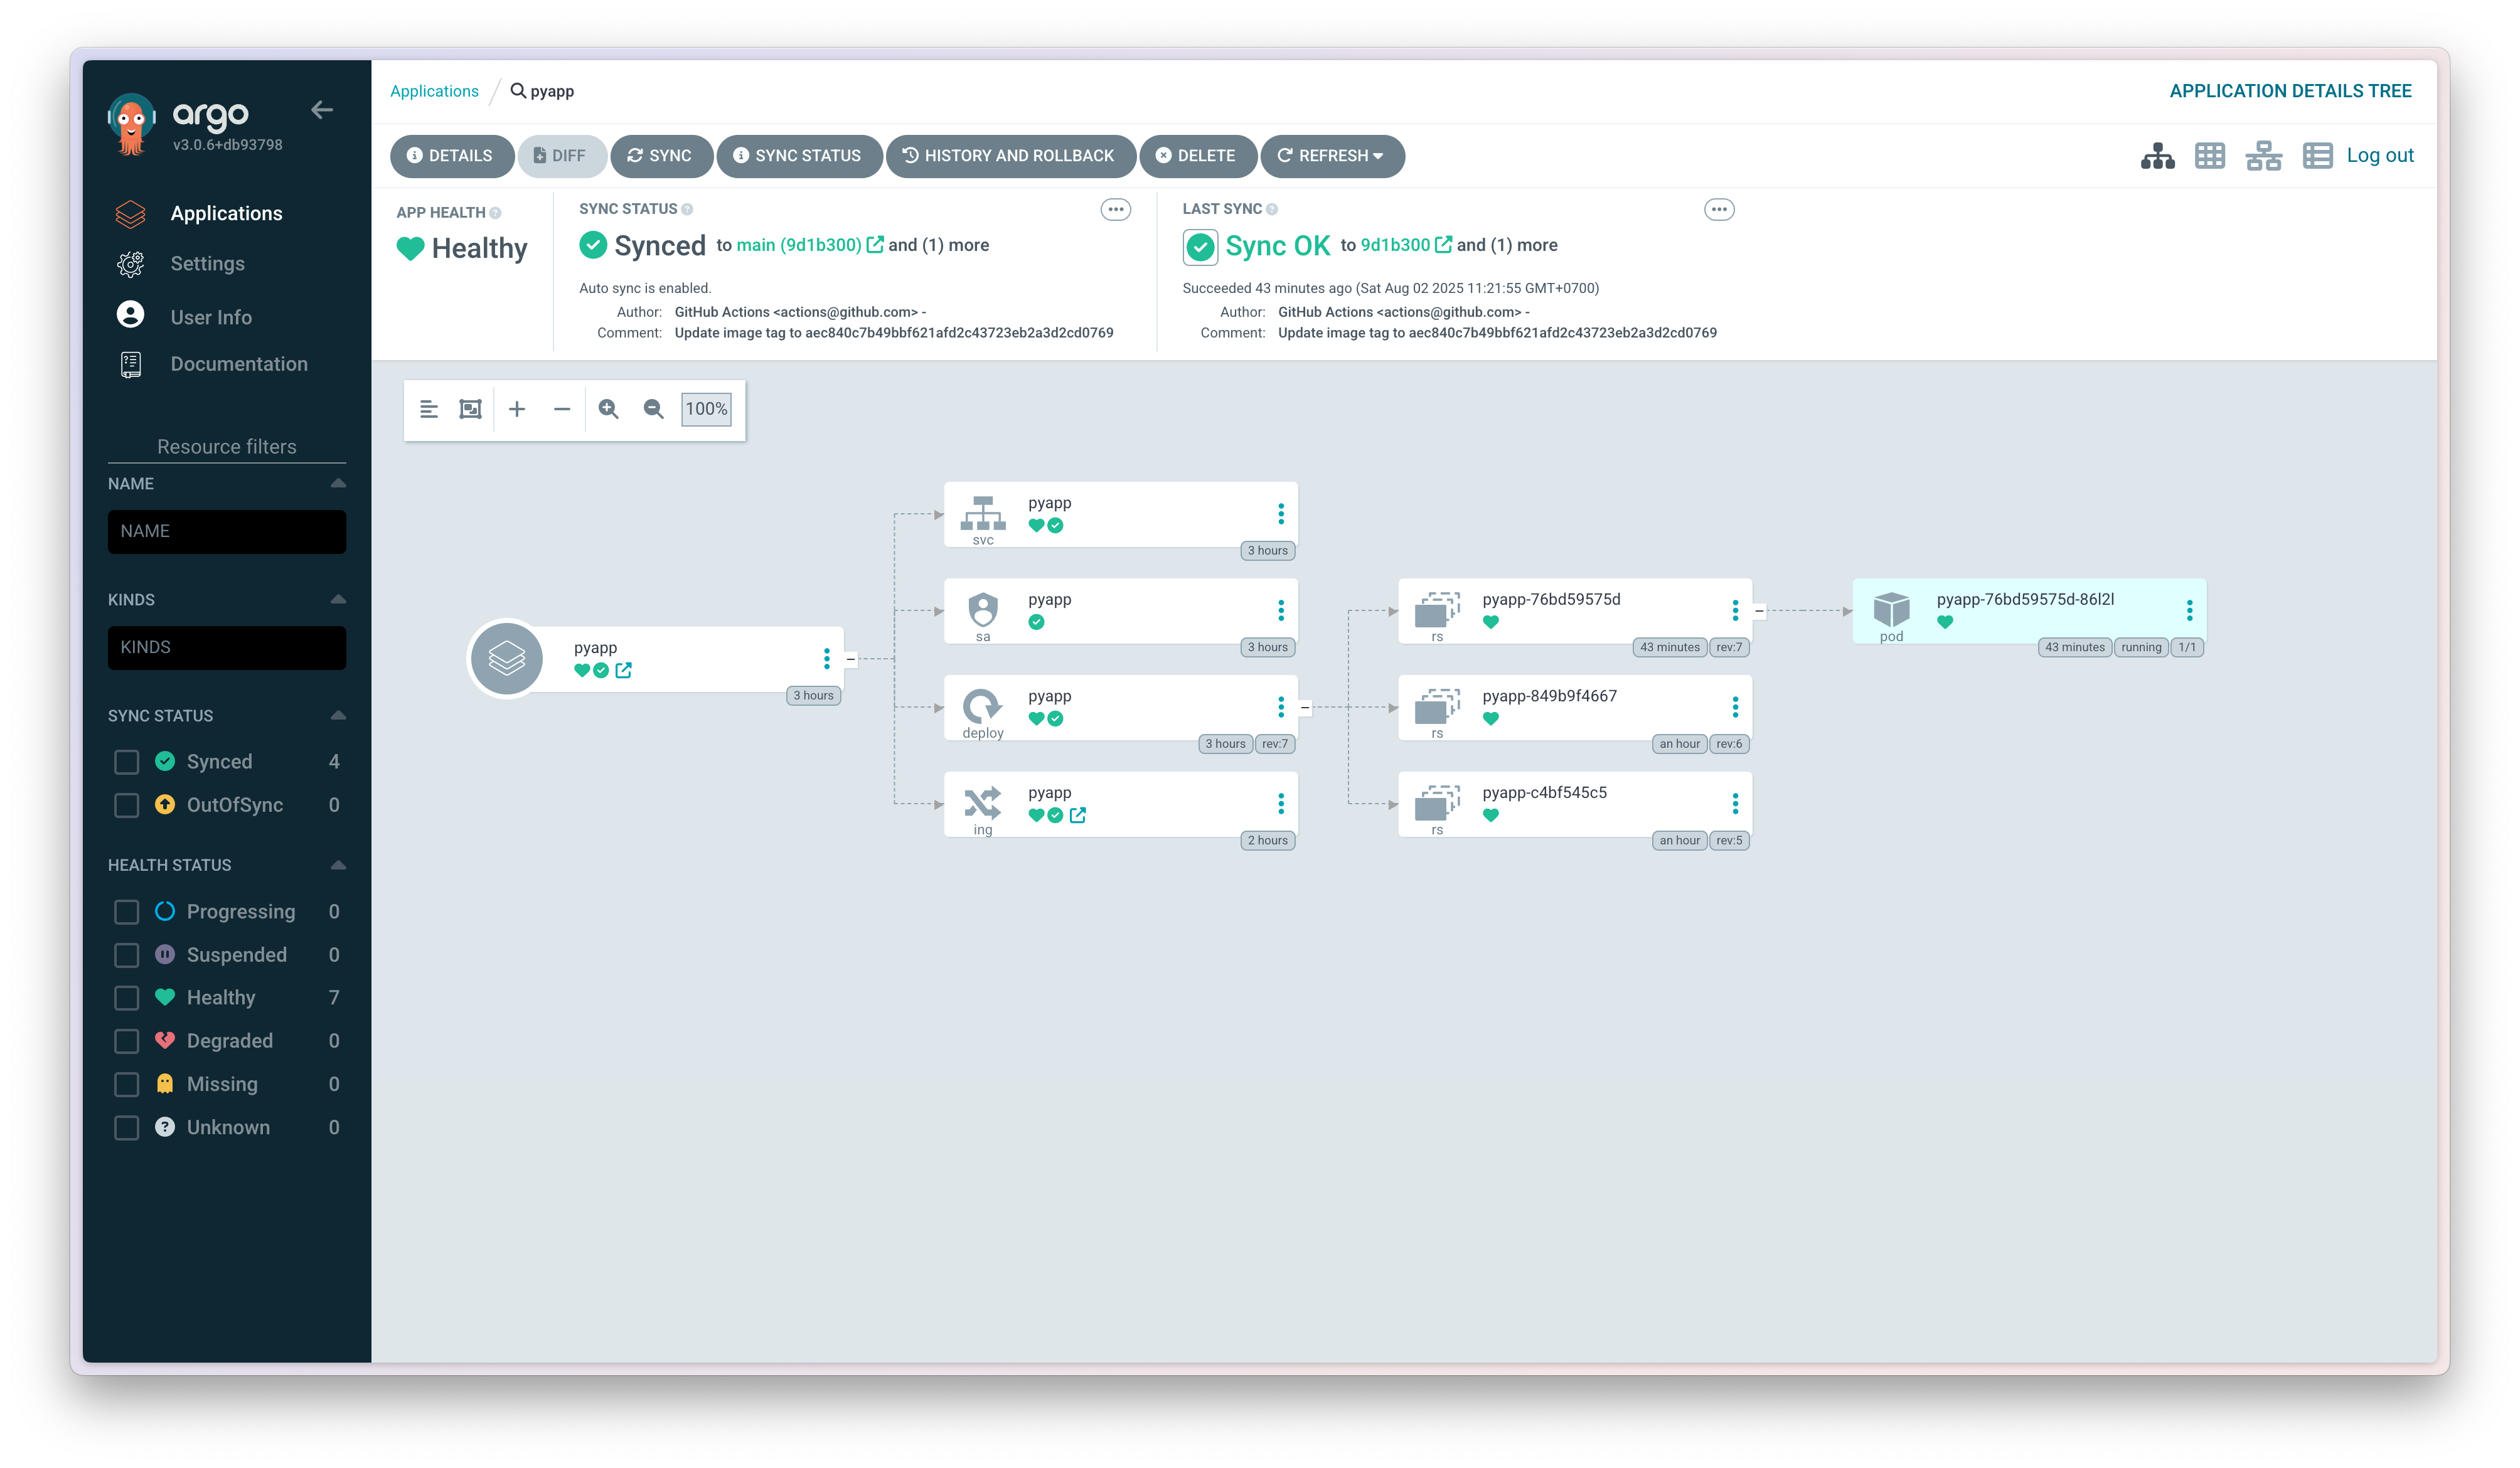 argo
v3.0.6+db93798
Applications
Settings
User Info
Documentation
Resource filters
NAME
NAME
KINDS
KINDS
SYNC STATUS
Synced 4
OutOfSync 0
HEALTH STATUS
Progressing 0
Suspended 0
Healthy 7
Degraded 0
Missing 0
Unknown 0
Applications / pyapp
APPLICATION DETAILS TREE
DETAILS DIFF SYNC SYNC STATUS HISTORY AND ROLLBACK DELETE REFRESH
Log out
APP HEALTH
Healthy
SYNC STATUS
Synced to main (9d1b300) and (1) more
Auto sync is enabled.
Author: GitHub Actions <actions@github.com> -
Comment: Update image tag to aec840c7b49bbf621afd2c43723eb2a3d2cd0769
LAST SYNC
Sync OK to 9d1b300 and (1) more
Succeeded 43 minutes ago (Sat Aug 02 2025 11:21:55 GMT+0700)
Author: GitHub Actions <actions@github.com> -
Comment: Update image tag to aec840c7b49bbf621afd2c43723eb2a3d2cd0769
100%
pyapp
3 hours
pyapp
svc
3 hours
pyapp
sa
3 hours
pyapp
deploy
3 hours rev:7
pyapp
ing
2 hours
pyapp-76bd59575d
rs
43 minutes rev:7
pyapp-849b9f4667
rs
an hour rev:6
pyapp-c4bf545c5
rs
an hour rev:5
pyapp-76bd59575d-86l2l
pod
43 minutes running 1/1